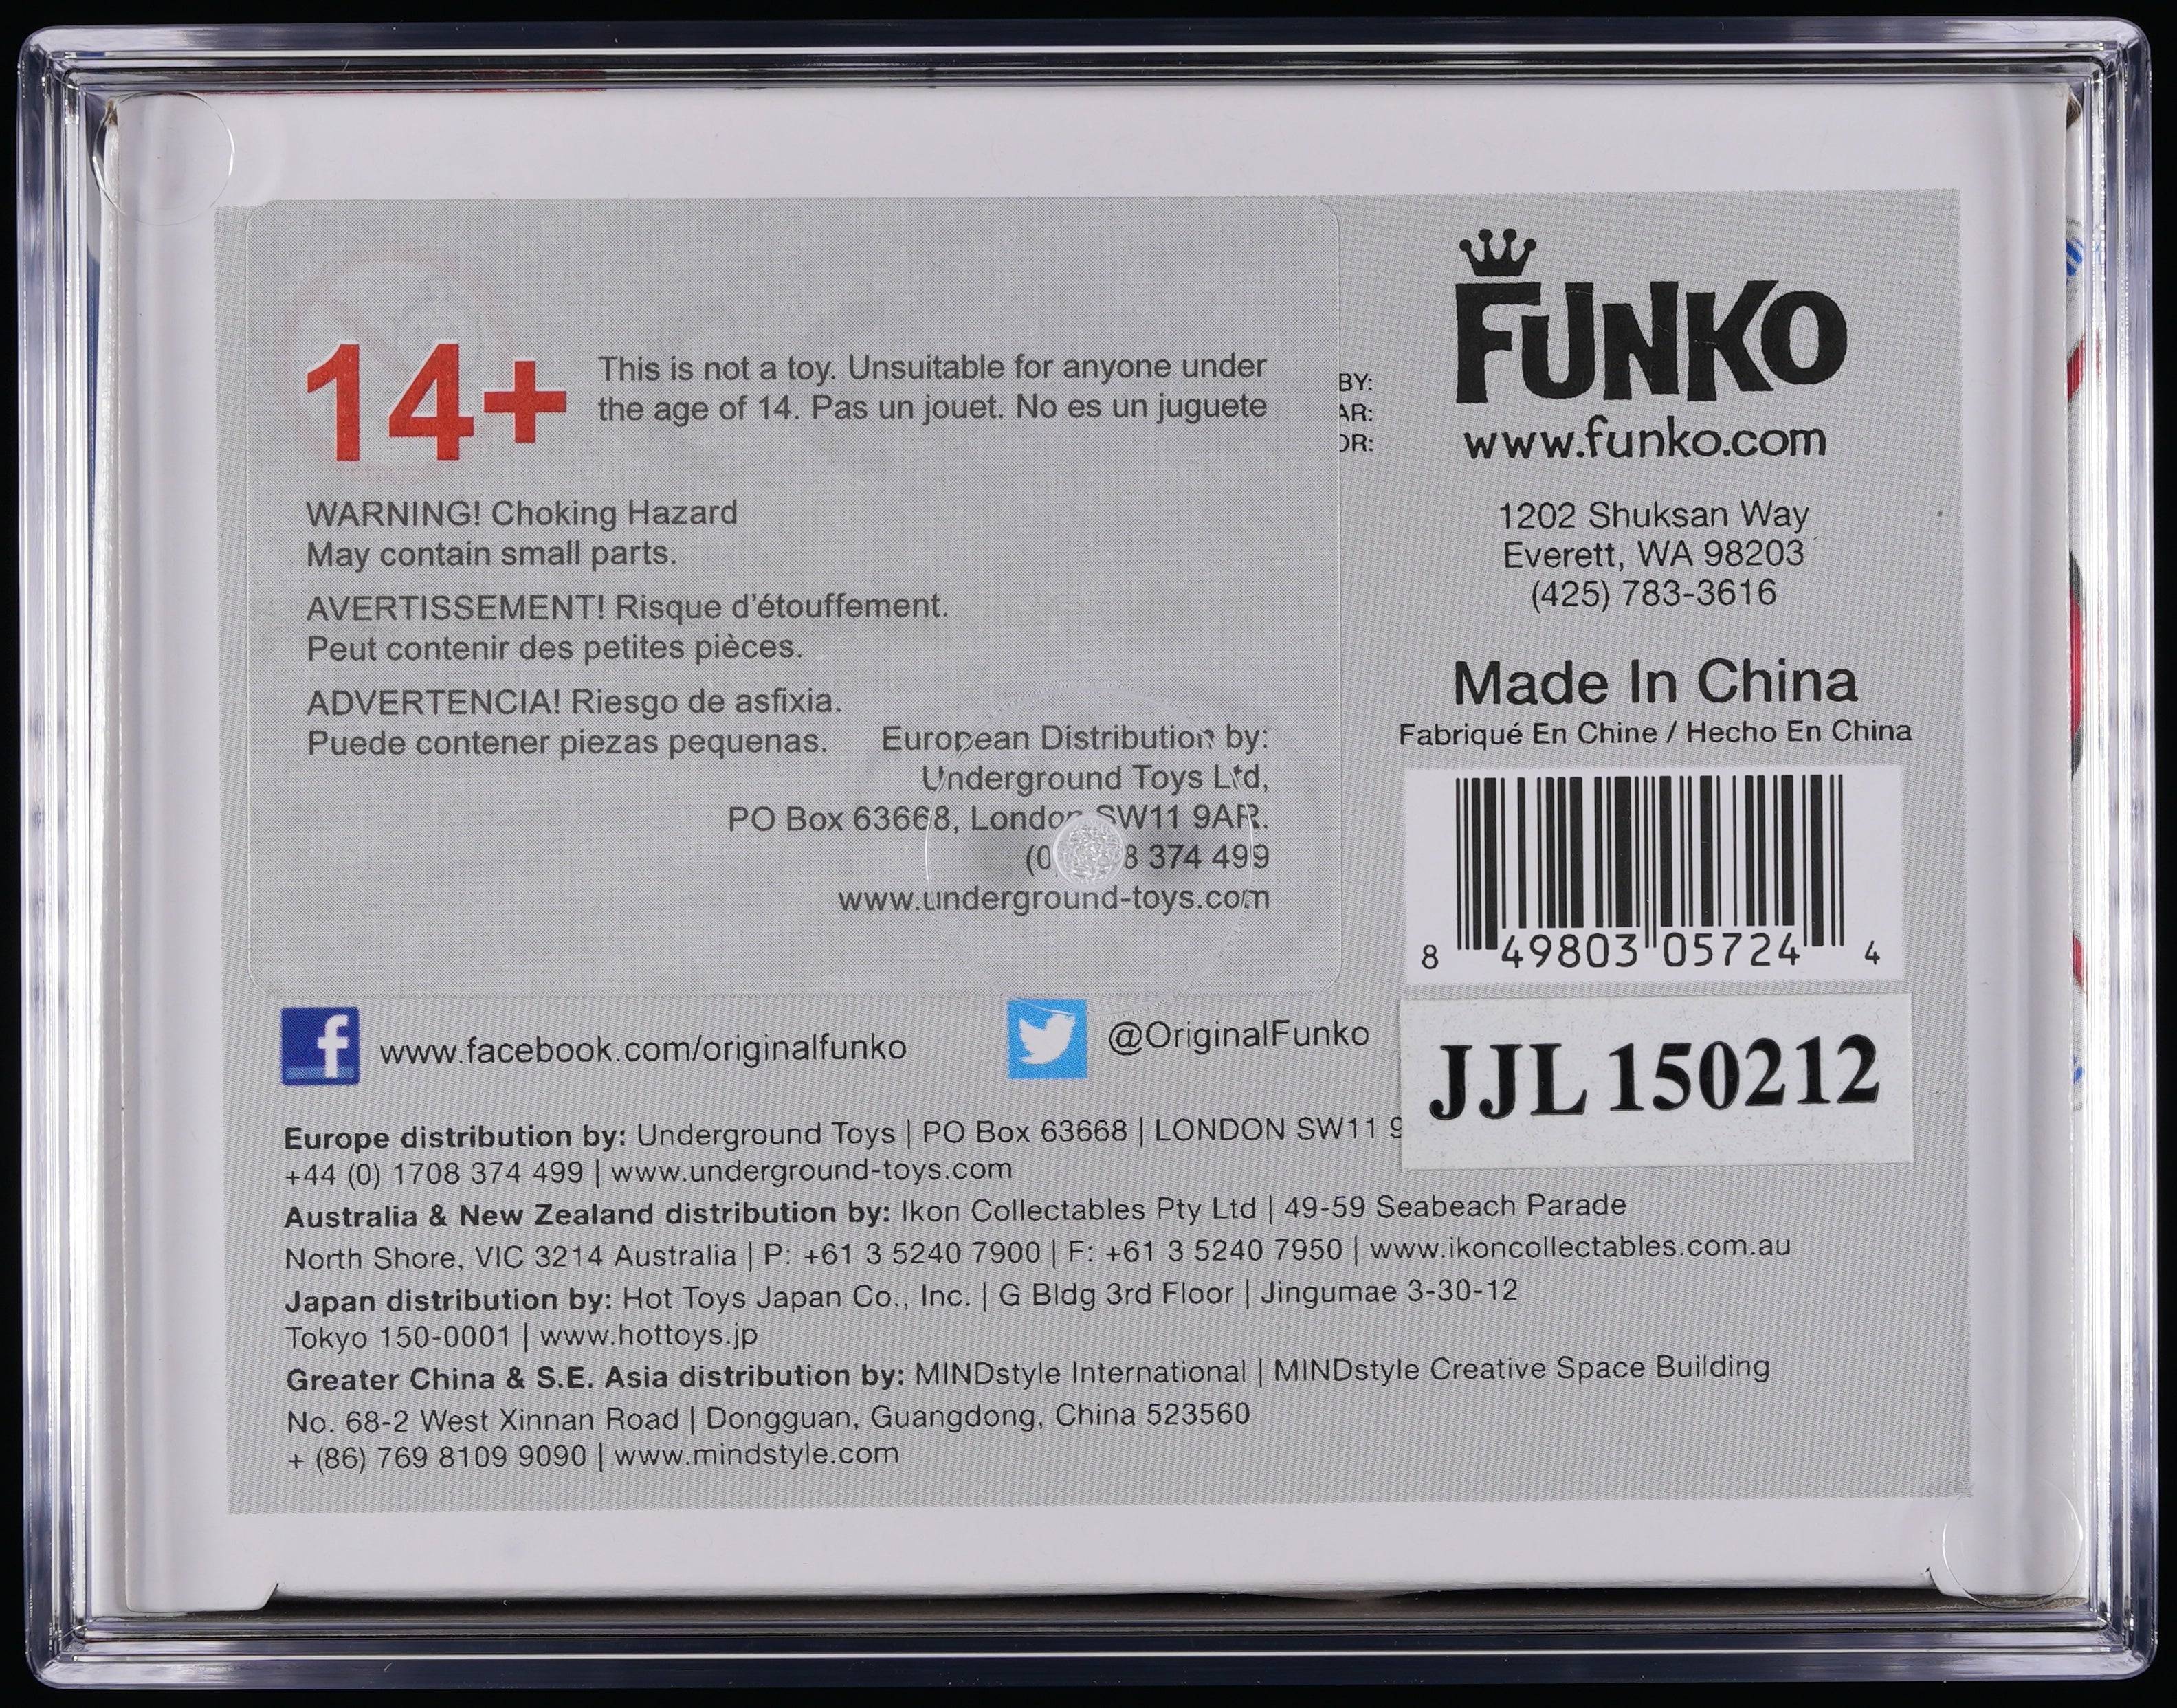 14+
This is not a toy. Unsuitable for anyone under
the age of 14. Pas un jouet. No es un juguete
WARNING! Choking Hazard
May contain small parts.
AVERTISSEMENT! Risque d'étouffement.
Peut contenir des petites pièces.
ADVERTENCIA! Riesgo de asfixia.
Puede contener piezas pequenas.
European Distribution by:
Underground Toys Ltd,
PO Box 63668, London SW11 9AR.
(0 8 374 499
www.underground-toys.com
BY:
AR:
OR:
FUNKO
www.funko.com
1202 Shuksan Way
Everett, WA 98203
(425) 783-3616
Made In China
Fabriqué En Chine / Hecho En China
8 49803 05724 4
JJL 150212
f www.facebook.com/originalfunko
@OriginalFunko
Europe distribution by: Underground Toys | PO Box 63668 | LONDON SW11 9
+44 (0) 1708 374 499 | www.underground-toys.com
Australia & New Zealand distribution by: Ikon Collectables Pty Ltd | 49-59 Seabeach Parade
North Shore, VIC 3214 Australia | P: +61 3 5240 7900 | F: +61 3 5240 7950 | www.ikoncollectables.com.au
Japan distribution by: Hot Toys Japan Co., Inc. | G Bldg 3rd Floor | Jingumae 3-30-12
Tokyo 150-0001 | www.hottoys.jp
Greater China & S.E. Asia distribution by: MINDstyle International | MINDstyle Creative Space Building
No. 68-2 West Xinnan Road | Dongguan, Guangdong, China 523560
+ (86) 769 8109 9090 | www.mindstyle.com